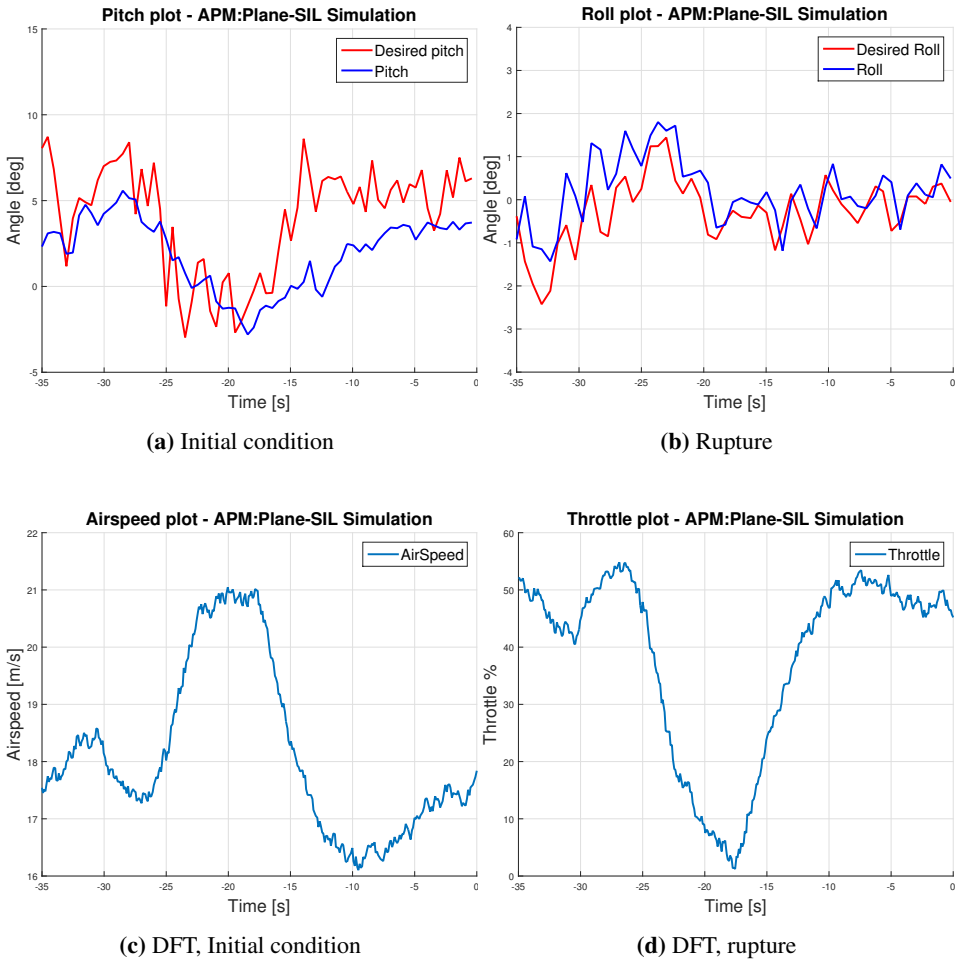 Pitch plot - APM:Plane-SIL Simulation
15
10
5
0
-5
Angle [deg]
Desired pitch
Pitch
-35 -30 -25 -20 -15 -10 -5 0
Time [s]
(a) Initial condition
Roll plot - APM:Plane-SIL Simulation
4
3
2
1
0
-1
-2
-3
-4
Angle [deg]
Desired Roll
Roll
-35 -30 -25 -20 -15 -10 -5 0
Time [s]
(b) Rupture
Airspeed plot - APM:Plane-SIL Simulation
22
21
20
19
18
17
16
Airspeed [m/s]
AirSpeed
-35 -30 -25 -20 -15 -10 -5 0
Time [s]
(c) DFT, Initial condition
Throttle plot - APM:Plane-SIL Simulation
60
50
40
30
20
10
0
Throttle %
Throttle
-35 -30 -25 -20 -15 -10 -5 0
Time [s]
(d) DFT, rupture